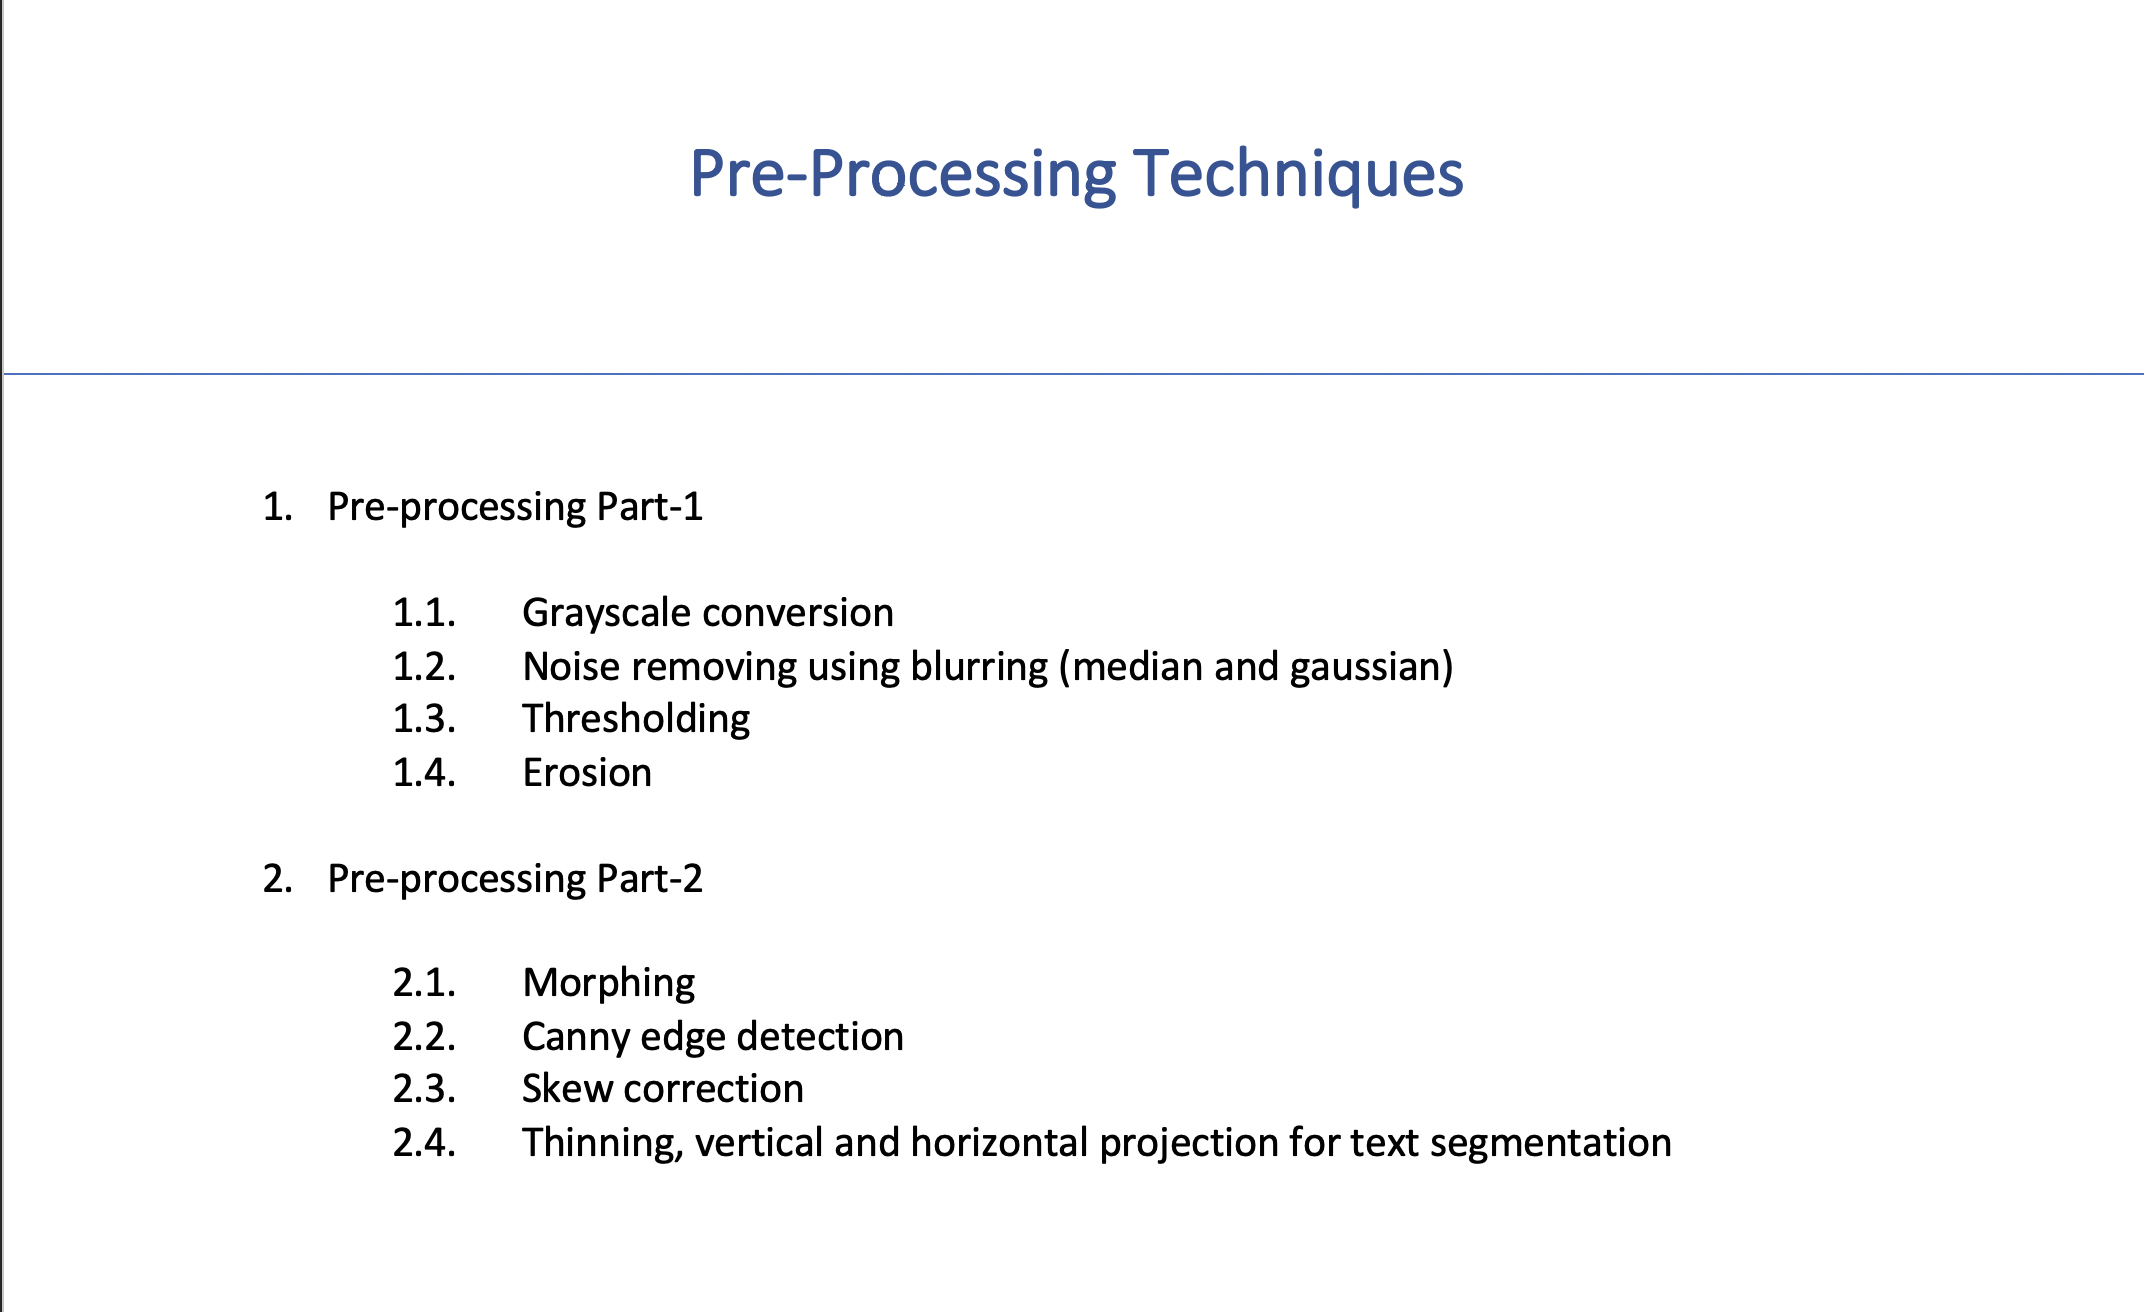 Pre-Processing Techniques
1. Pre-processing Part-1
1.1. Grayscale conversion
1.2. Noise removing using blurring (median and gaussian)
1.3. Thresholding
1.4. Erosion
2. Pre-processing Part-2
2.1. Morphing
2.2. Canny edge detection
2.3. Skew correction
2.4. Thinning, vertical and horizontal projection for text segmentation